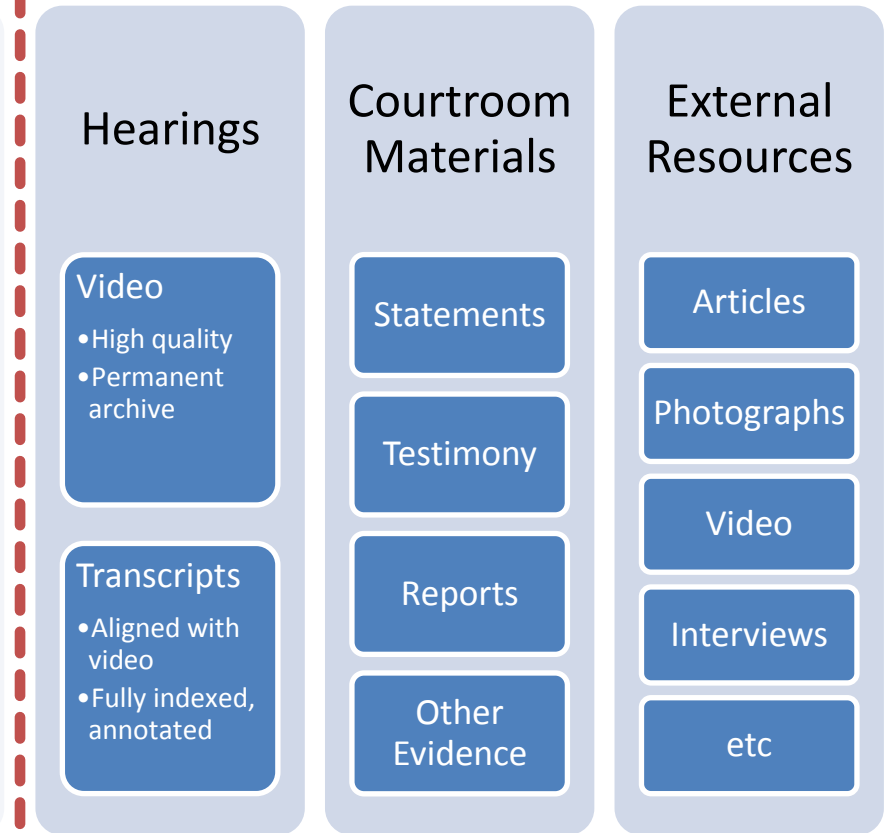 Hearings
Video
•High quality
•Permanent
archive
Transcripts
•Aligned with
video
•Fully indexed,
annotated
Courtroom
Materials
Statements
Testimony
Reports
Other
Evidence
External
Resources
Articles
Photographs
Video
Interviews
etc